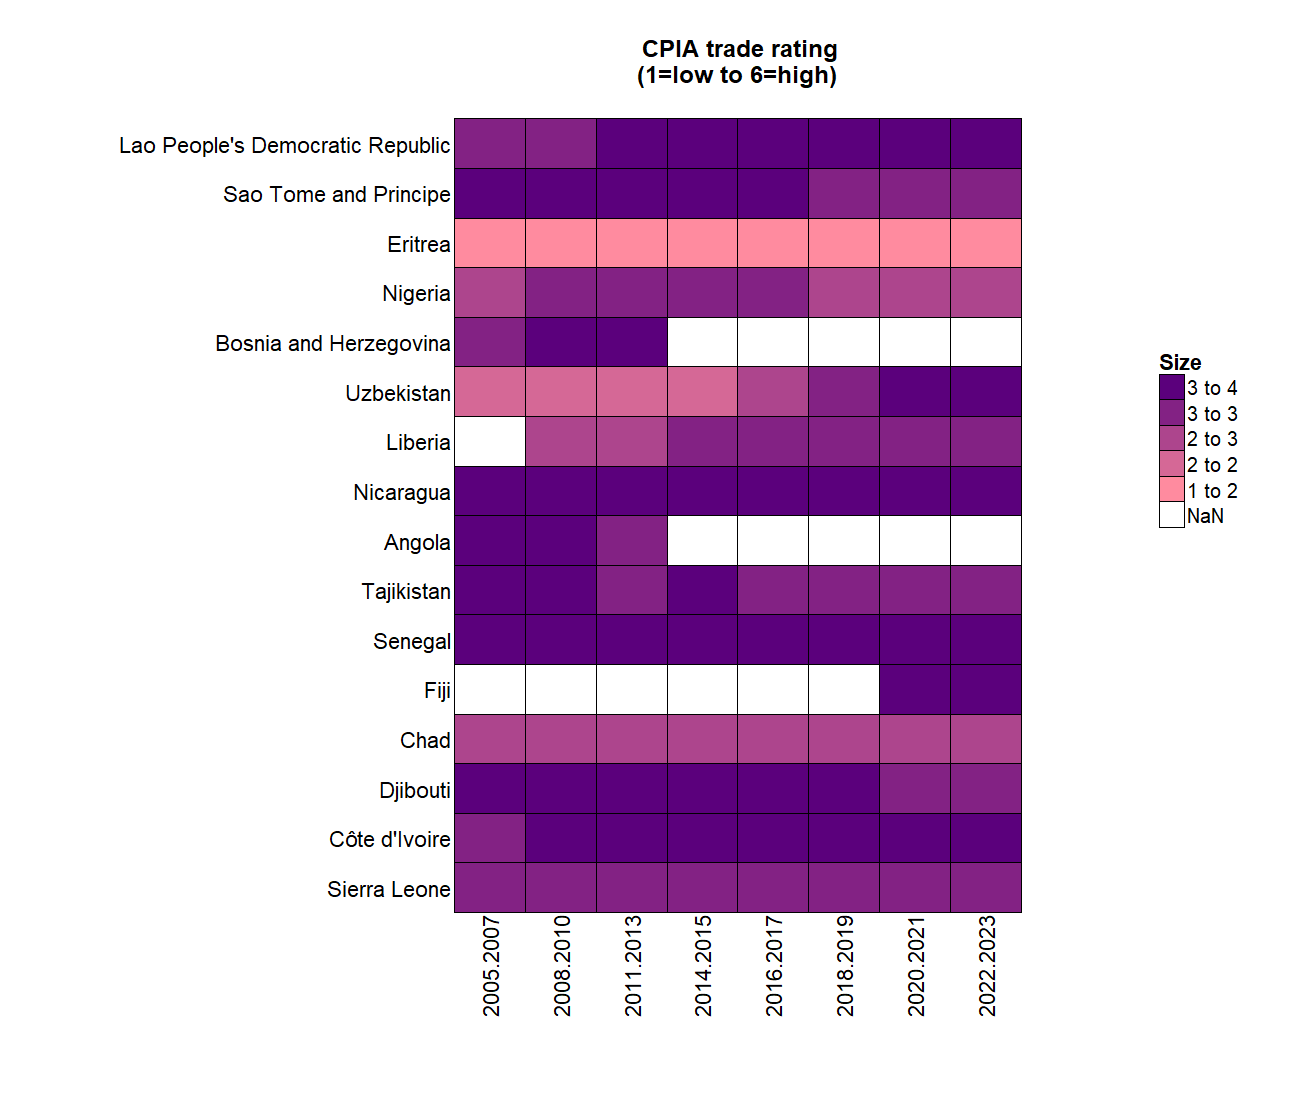 CPIA trade rating
(1=low to 6=high)
Lao People's Democratic Republic
Sao Tome and Principe
Eritrea
Nigeria
Bosnia and Herzegovina
Uzbekistan
Liberia
Nicaragua
Angola
Tajikistan
Senegal
Fiji
Chad
Djibouti
Côte d'Ivoire
Sierra Leone
2005.2007
2008.2010
2011.2013
2014.2015
2016.2017
2018.2019
2020.2021
2022.2023
Size
3 to 4
3 to 3
2 to 3
2 to 2
1 to 2
NaN